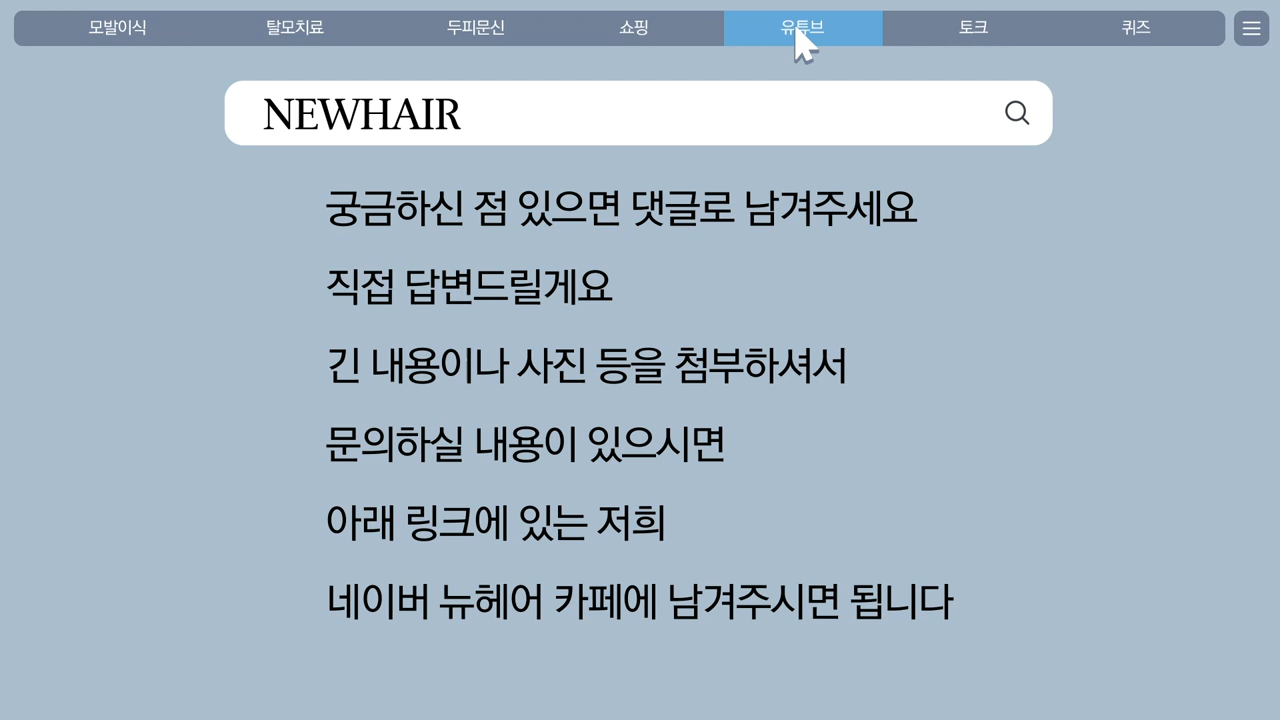 모발이식 탈모치료 두피문신 쇼핑 유튜브 토크 퀴즈
NEWHAIR
궁금하신 점 있으면 댓글로 남겨주세요
직접 답변드릴게요
긴 내용이나 사진 등을 첨부하셔서
문의하실 내용이 있으시면
아래 링크에 있는 저희
네이버 뉴헤어 카페에 남겨주시면 됩니다